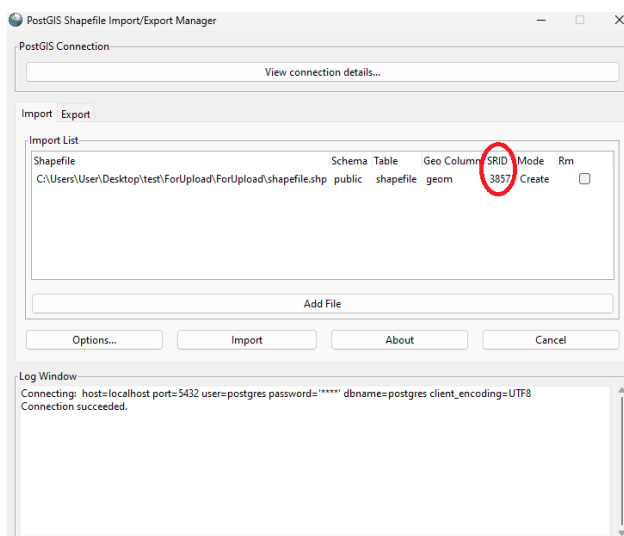 PostGIS Shapefile Import/Export Manager
PostGIS Connection
View connection details...
Import Export
Import List
Shapefile Schema Table Geo Column SRID Mode Rm
C:\Users\User\Desktop\test\ForUpload\ForUpload\shapefile.shp public shapefile geom 3857 Create
Add File
Options... Import About Cancel
Log Window
Connecting: host=localhost port=5432 user=postgres password='****' dbname=postgres client_encoding=UTF8
Connection succeeded.